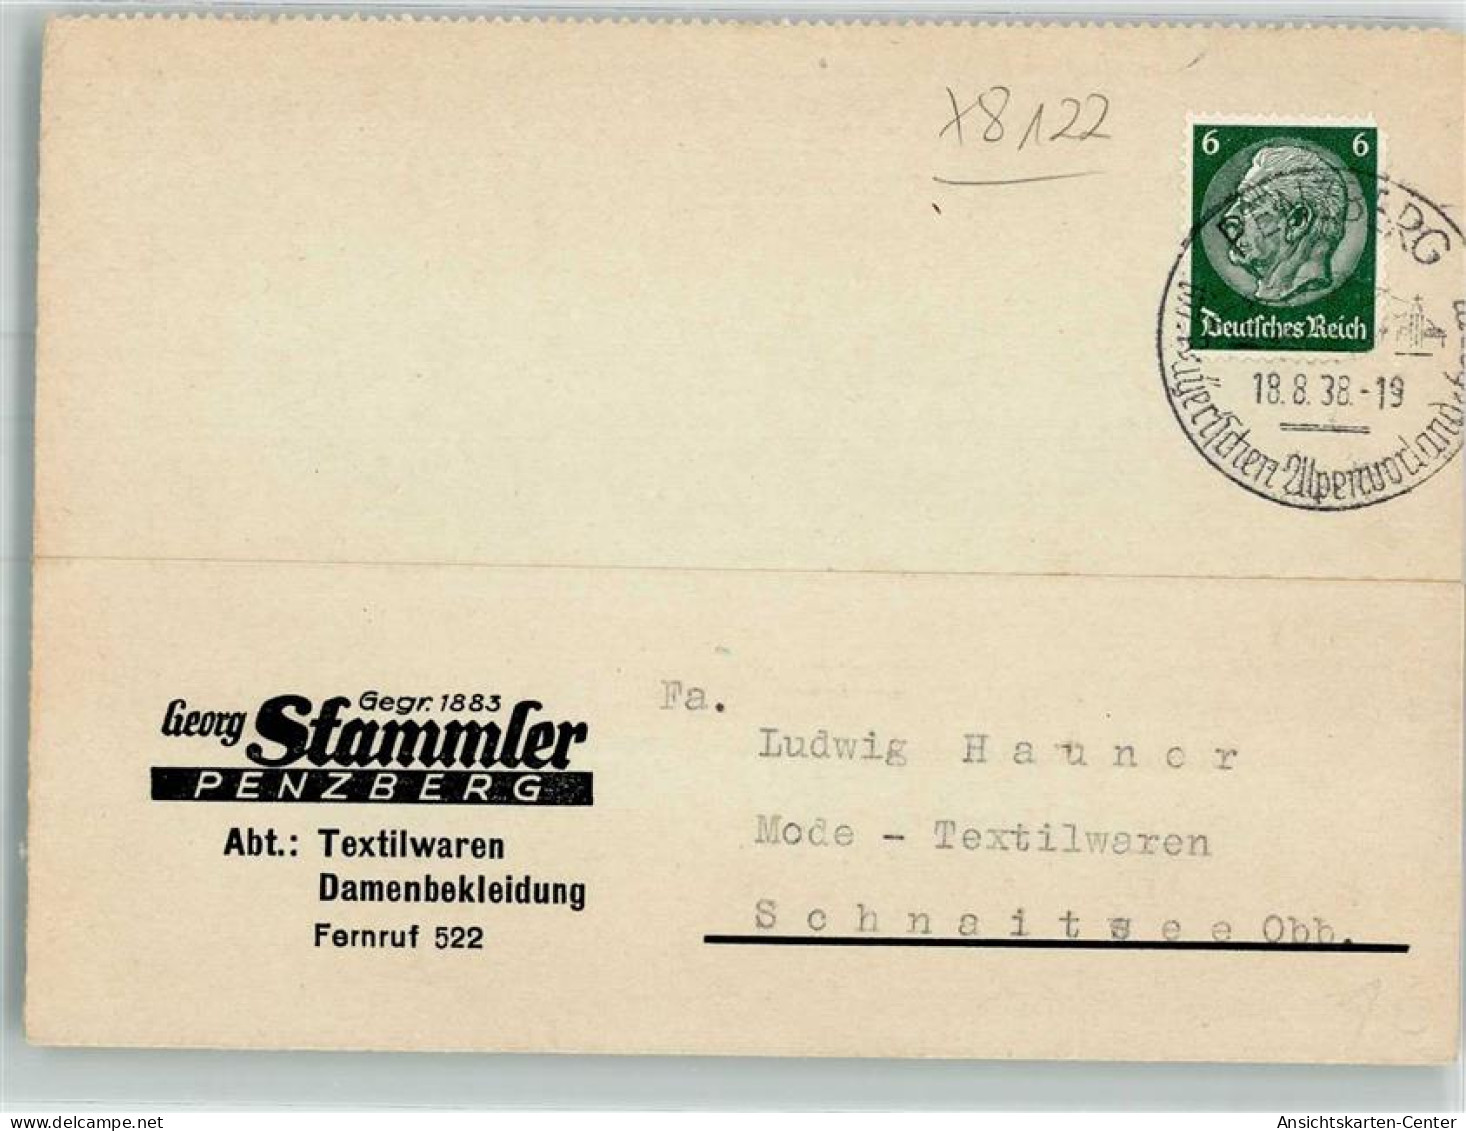 x8122
6 6
Deutsches Reich
18.8.38.-19
Alpenvorland
Gegr. 1883
Georg Stammler
PENZBERG
Abt.: Textilwaren
Damenbekleidung
Fernruf 522
Fa.
Ludwig Hauner
Mode - Textilwaren
Schnaitsee Obb.
delcampe.net
Ansichtskarten-Center